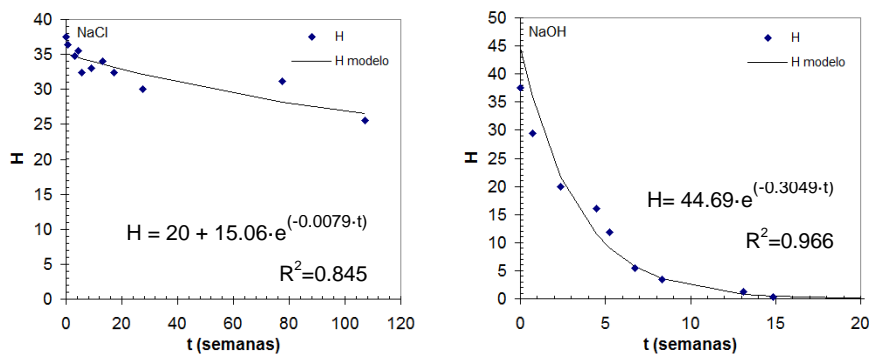 NaCl
H
H modelo
H = 20 + 15.06·e^(-0.0079·t)
R²=0.845
H
40
35
30
25
20
15
10
5
0
0 20 40 60 80 100 120
t (semanas)
NaOH
H
H modelo
H= 44.69·e^(-0.3049·t)
R²=0.966
H
50
45
40
35
30
25
20
15
10
5
0
0 5 10 15 20
t (semanas)